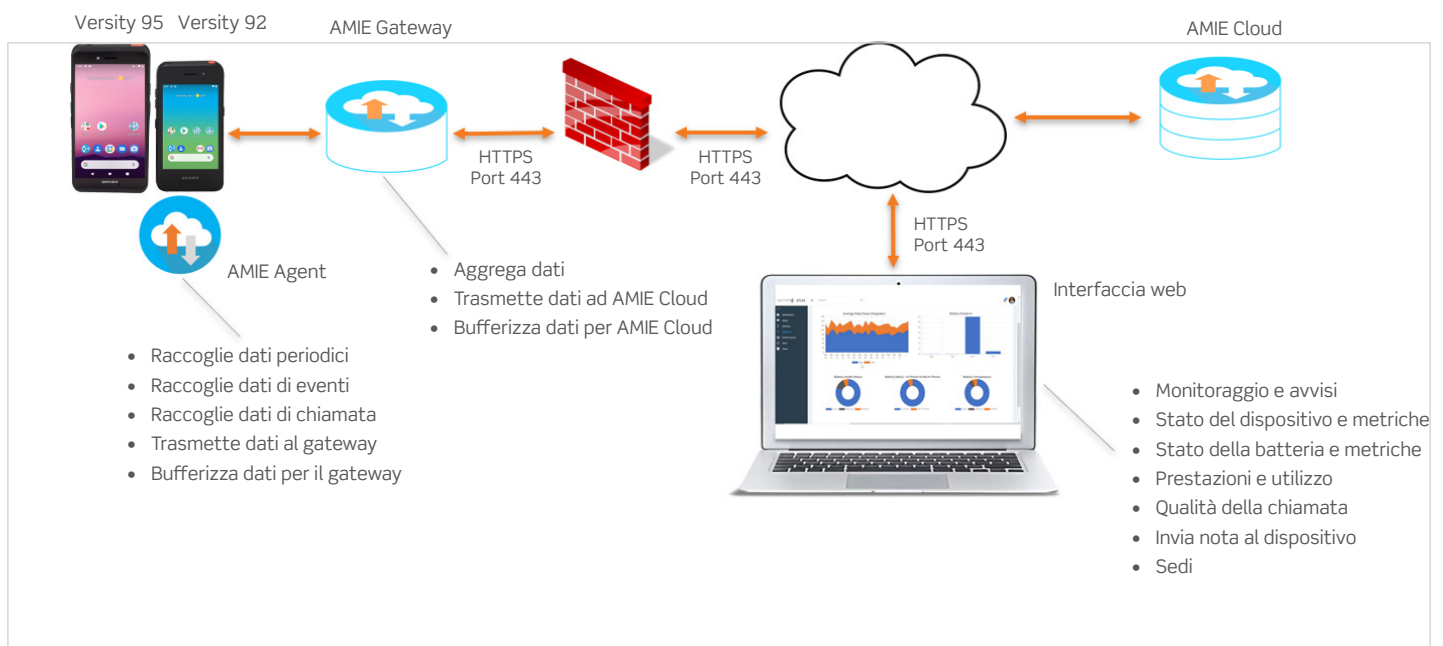 Versity 95
Versity 92
AMIE Gateway
AMIE Cloud
HTTPS
Port 443
HTTPS
Port 443
HTTPS
Port 443
AMIE Agent
• Aggrega dati
• Trasmette dati ad AMIE Cloud
• Bufferizza dati per AMIE Cloud
Interfaccia web
• Raccoglie dati periodici
• Raccoglie dati di eventi
• Raccoglie dati di chiamata
• Trasmette dati al gateway
• Bufferizza dati per il gateway
• Monitoraggio e avvisi
• Stato del dispositivo e metriche
• Stato della batteria e metriche
• Prestazioni e utilizzo
• Qualità della chiamata
• Invia nota al dispositivo
• Sedi